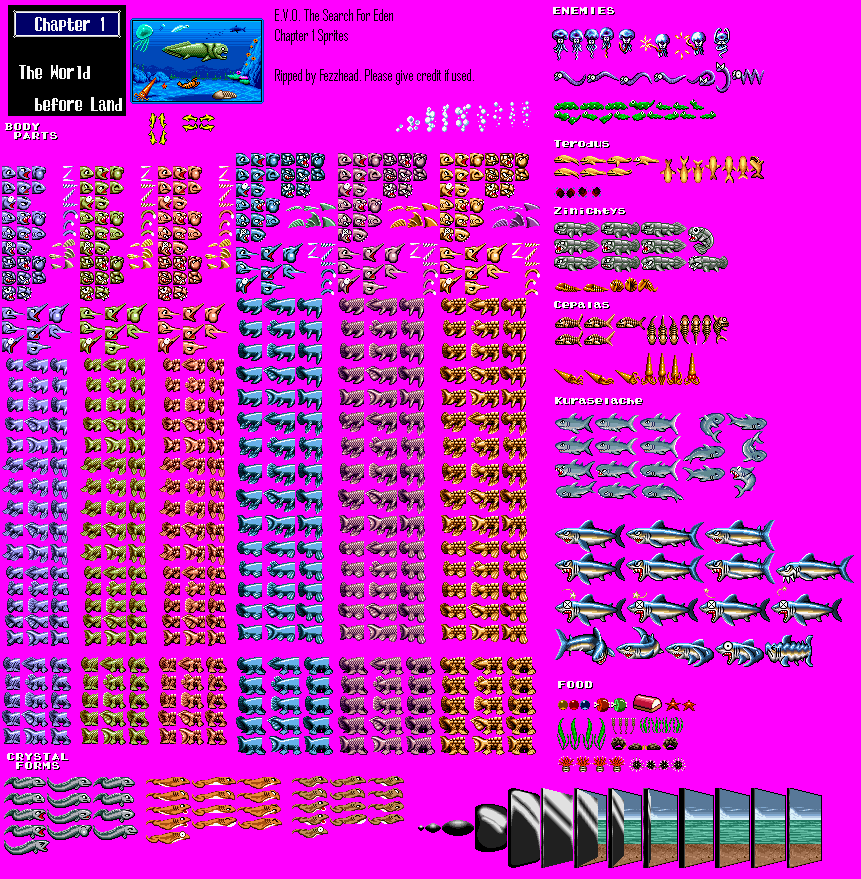 Chapter 1
The World
before Land
E.V.O. The Search For Eden
Chapter 1 Sprites
Ripped by Fezzhead. Please give credit if used.
BODY
PARTS
CRYSTAL
FORMS
ENEMIES
Terodus
Zinichtys
Cepalas
Kuraselache
FOOD